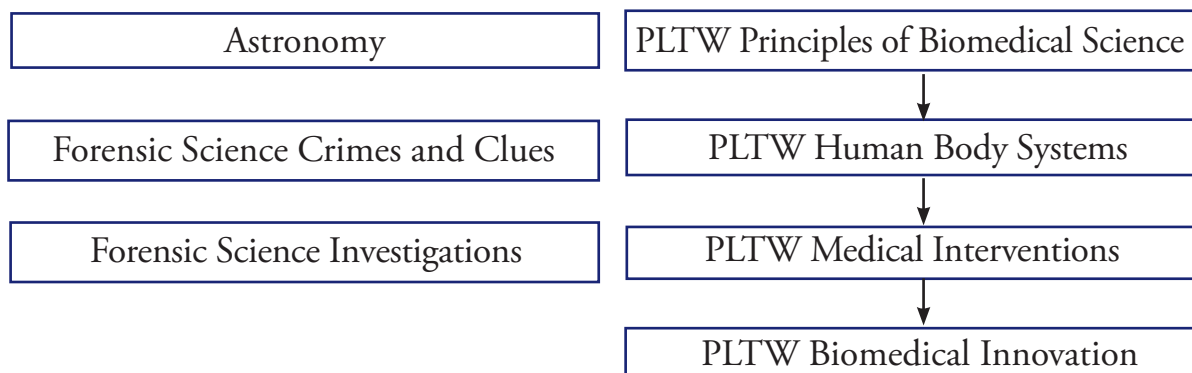 Astronomy
PLTW Principles of Biomedical Science
Forensic Science Crimes and Clues
PLTW Human Body Systems
Forensic Science Investigations
PLTW Medical Interventions
PLTW Biomedical Innovation